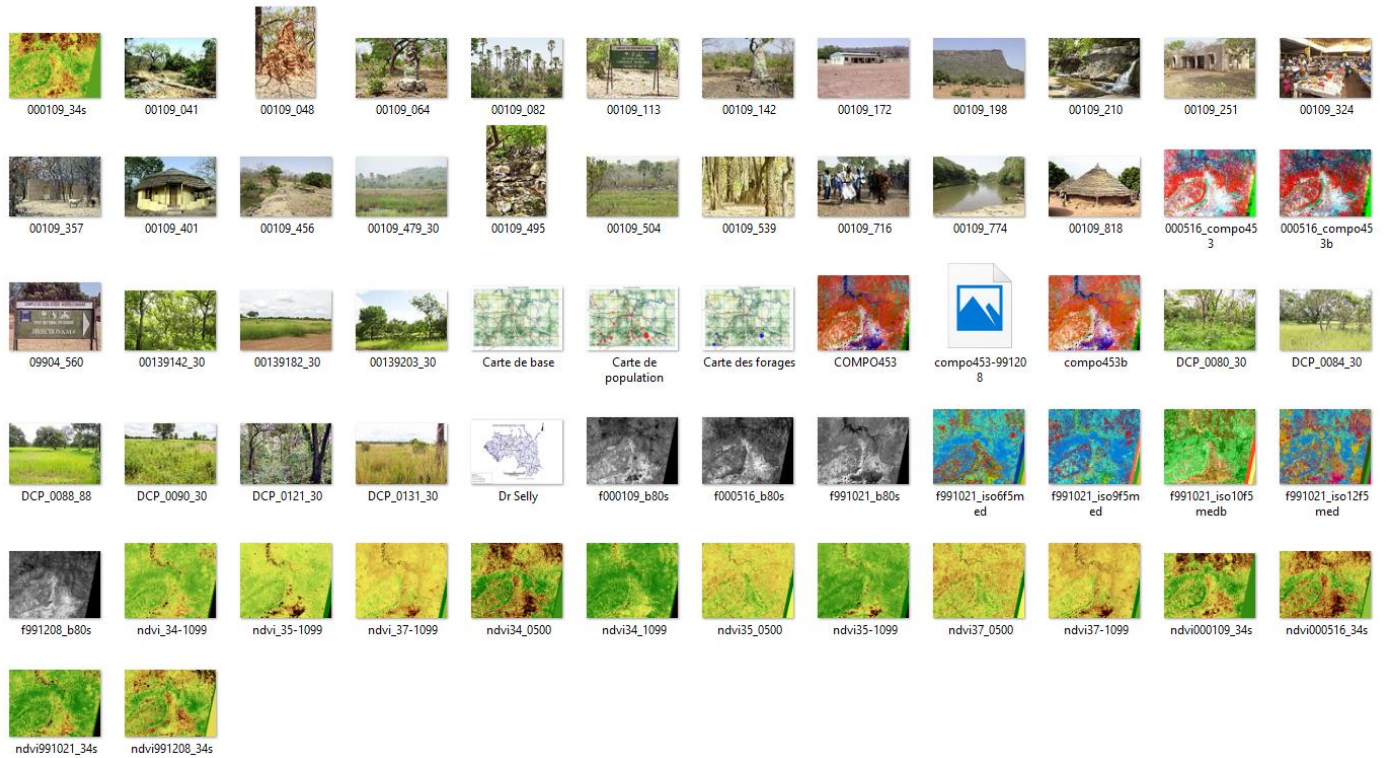 000109_34s
00109_041
00109_048
00109_064
00109_082
00109_113
00109_142
00109_172
00109_198
00109_210
00109_251
00109_324
00109_357
00109_401
00109_456
00109_479_30
00109_495
00109_504
00109_539
00109_716
00109_774
00109_818
000516_compo45
3
000516_compo45
3b
09904_560
00139142_30
00139182_30
00139203_30
Carte de base
Carte de
population
Carte des forages
COMPO453
compo453-99120
8
compo453b
DCP_0080_30
DCP_0084_30
DCP_0088_88
DCP_0090_30
DCP_0121_30
DCP_0131_30
Dr Selly
f000109_b80s
f000516_b80s
f991021_b80s
f991021_iso6f5m
ed
f991021_iso9f5m
ed
f991021_iso10f5
medb
f991021_iso12f5
med
f991208_b80s
ndvi_34-1099
ndvi_35-1099
ndvi_37-1099
ndvi34_0500
ndvi34_1099
ndvi35_0500
ndvi35-1099
ndvi37_0500
ndvi37-1099
ndvi000109_34s
ndvi000516_34s
ndvi991021_34s
ndvi991208_34s